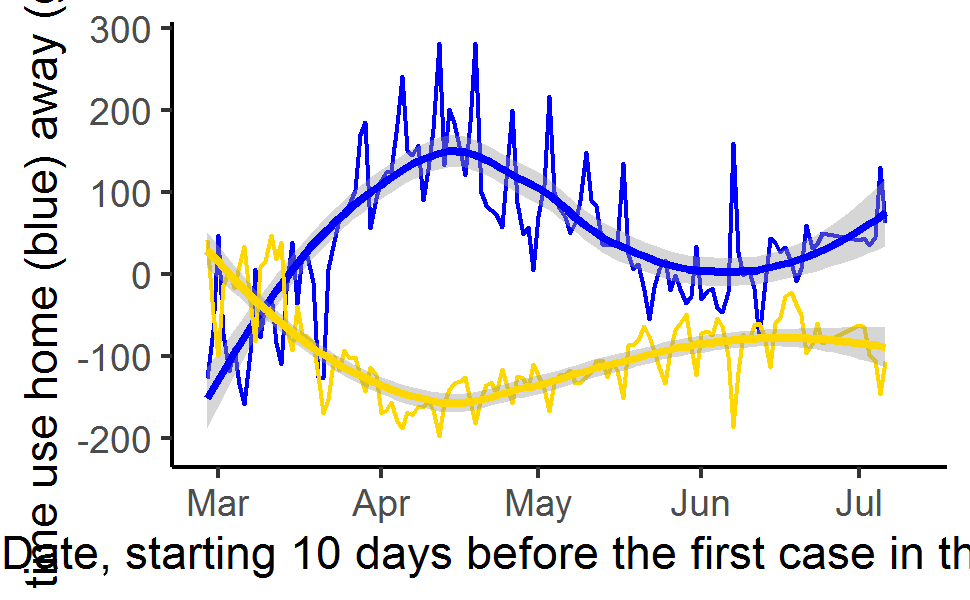 time use home (blue) away (
300
200
100
0
-100
-200
Mar Apr May Jun Jul
Date, starting 10 days before the first case in th